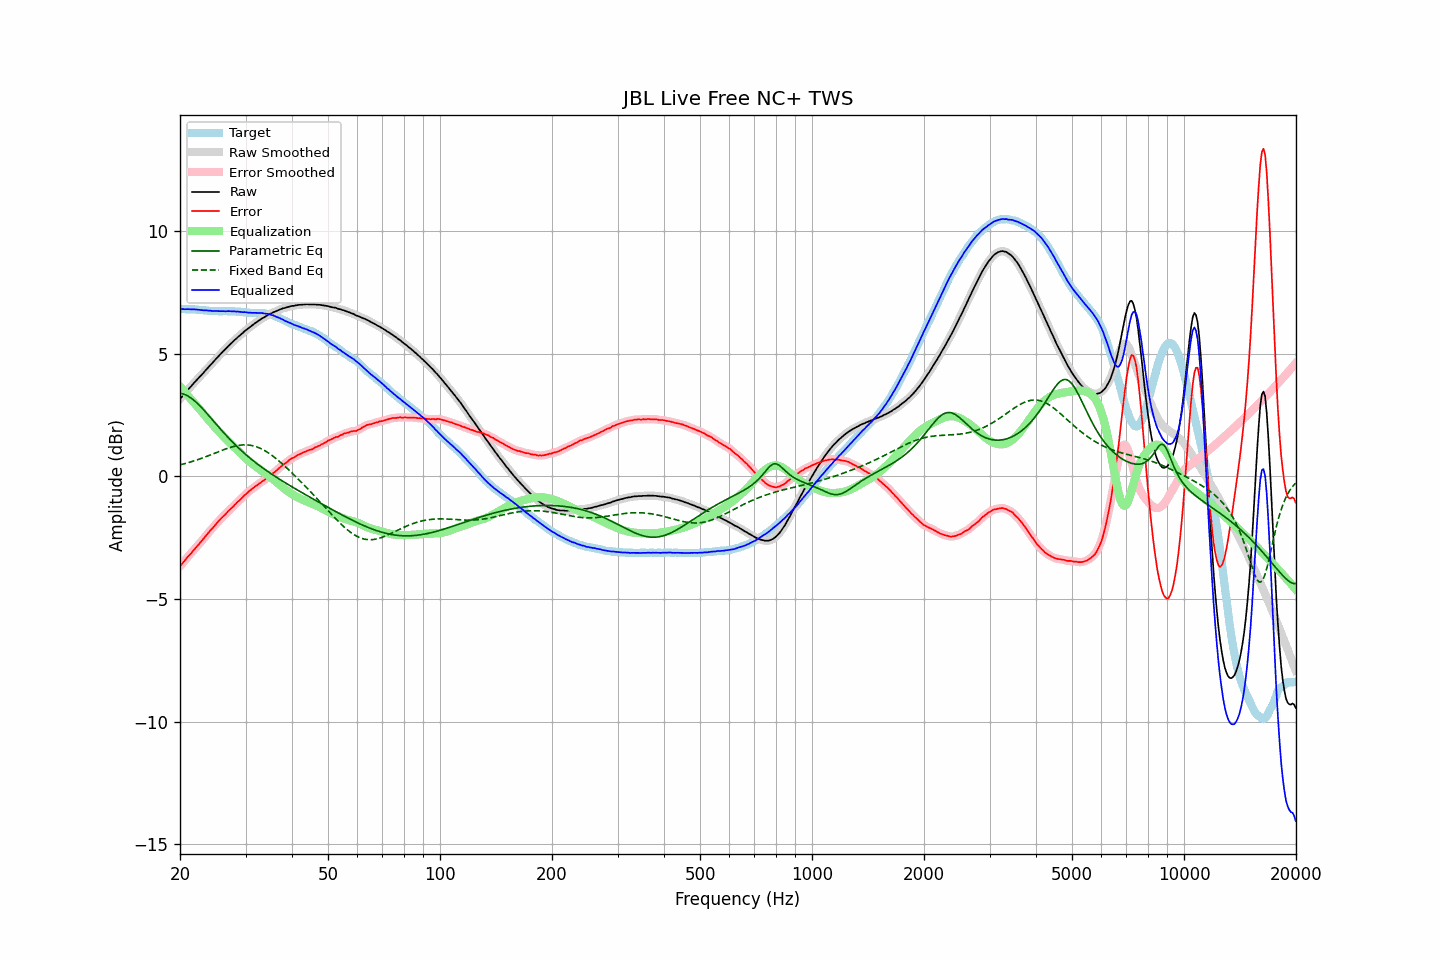 JBL Live Free NC+ TWS
Target
Raw Smoothed
Error Smoothed
Raw
Error
Equalization
Parametric Eq
Fixed Band Eq
Equalized
Amplitude (dBr)
10
5
0
−5
−10
−15
20 50 100 200 500 1000 2000 5000 10000 20000
Frequency (Hz)